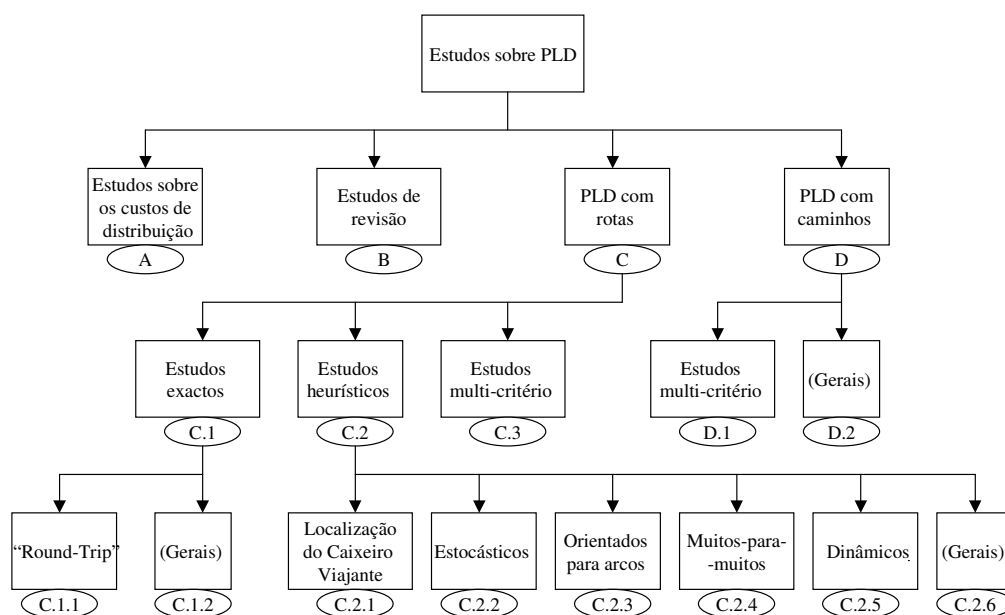 Estudos sobre PLD
Estudos sobre
os custos de
distribuição
A
Estudos de
revisão
B
PLD com
rotas
C
PLD com
caminhos
D
Estudos
exactos
C.1
Estudos
heurísticos
C.2
Estudos
multi-critério
C.3
Estudos
multi-critério
D.1
(Gerais)
D.2
“Round-Trip”
C.1.1
(Gerais)
C.1.2
Localização
do Caixeiro
Viajante
C.2.1
Estocásticos
C.2.2
Orientados
para arcos
C.2.3
Muitos-para-
-muitos
C.2.4
Dinâmicos
C.2.5
(Gerais)
C.2.6